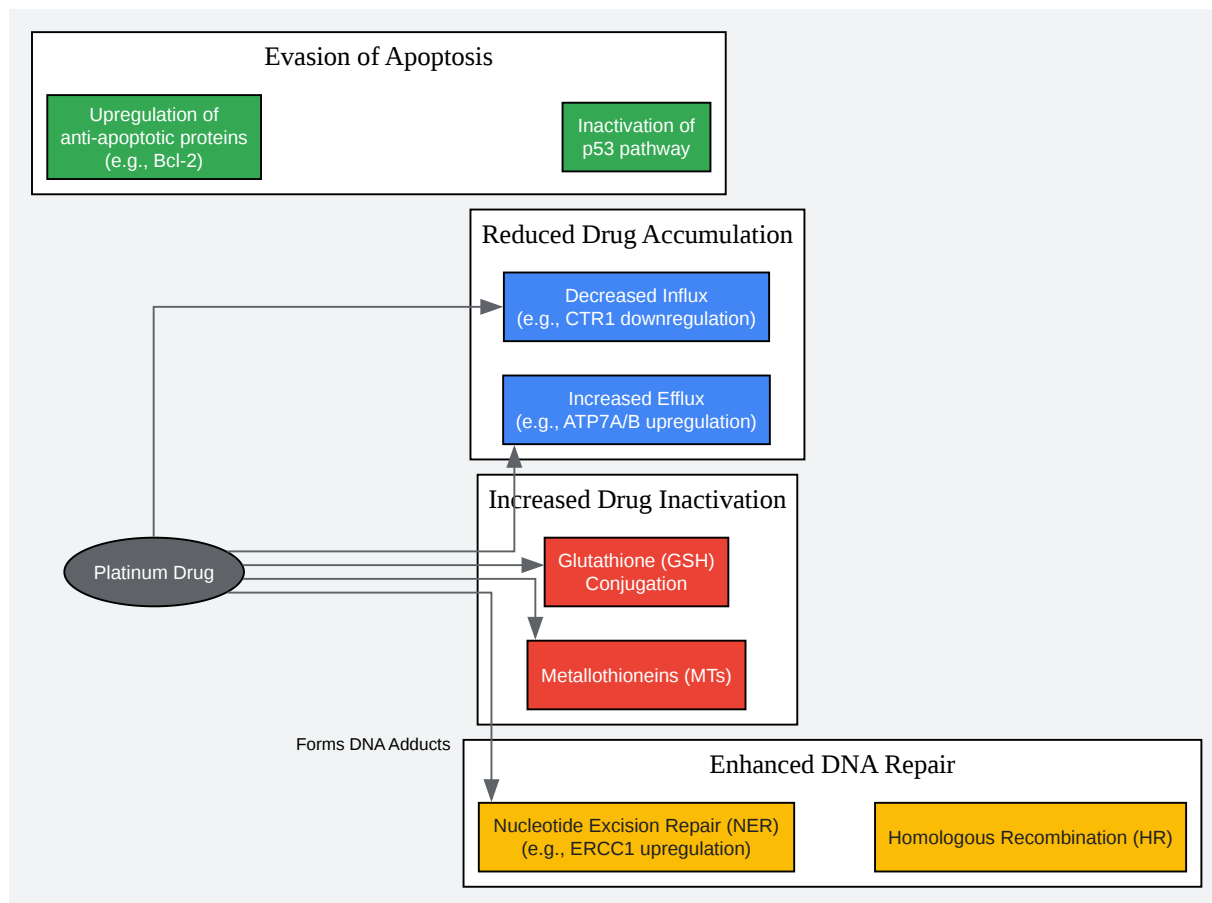 Evasion of Apoptosis
Upregulation of
anti-apoptotic proteins
(e.g., Bcl-2)
Inactivation of
p53 pathway
Reduced Drug Accumulation
Decreased Influx
(e.g., CTR1 downregulation)
Increased Efflux
(e.g., ATP7A/B upregulation)
Increased Drug Inactivation
Glutathione (GSH)
Conjugation
Platinum Drug
Metallothioneins (MTs)
Forms DNA Adducts
Enhanced DNA Repair
Nucleotide Excision Repair (NER)
(e.g., ERCC1 upregulation)
Homologous Recombination (HR)